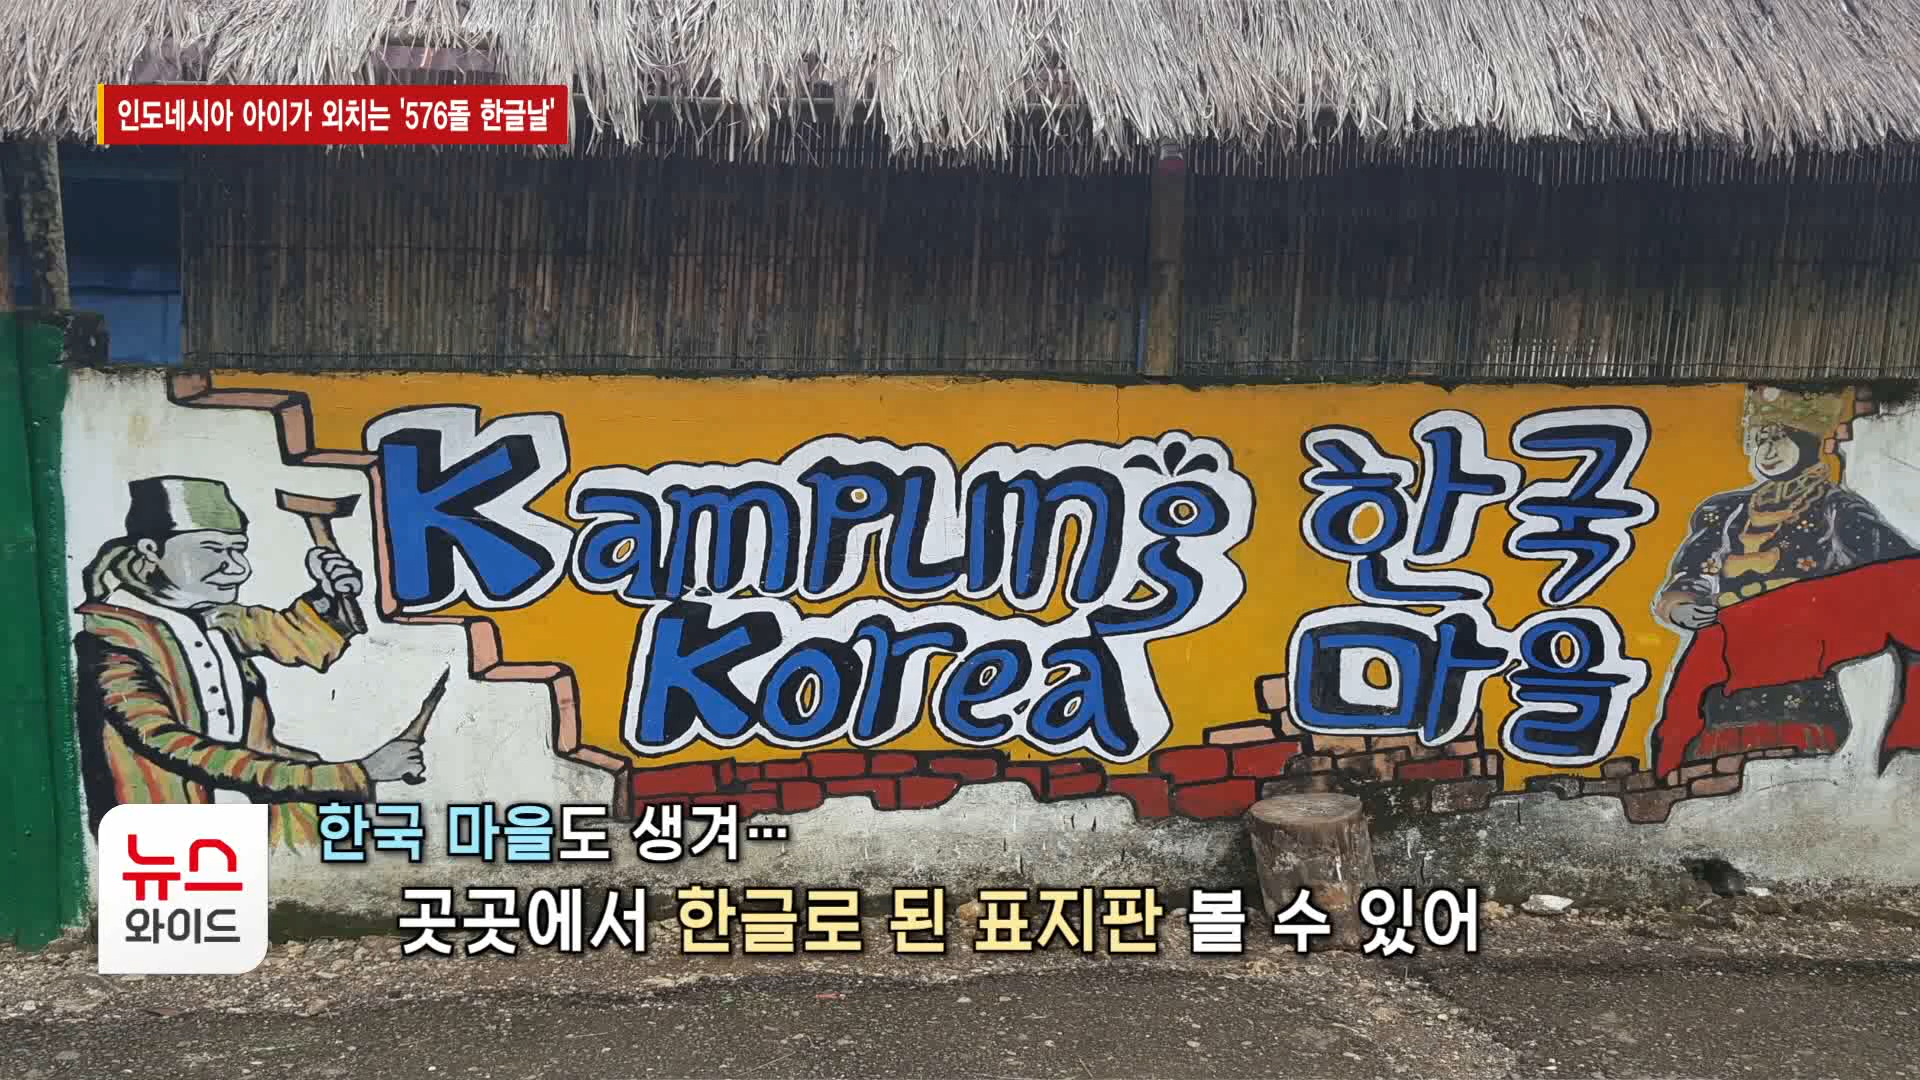 인도네시아 아이가 외치는 '576돌 한글날'
Kampung
Korea
한국
마을
한국 마을도 생겨…
곳곳에서 한글로 된 표지판 볼 수 있어
뉴스
와이드